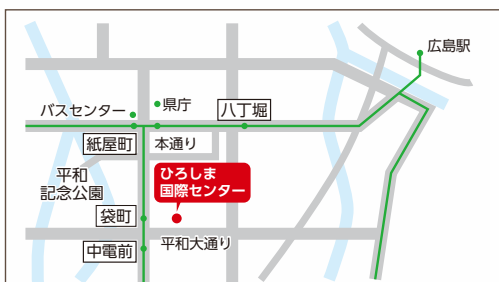 広島駅
県庁
バスセンター
八丁堀
紙屋町
本通り
平和
記念公園
ひろしま
国際センター
袋町
平和大通り
中電前